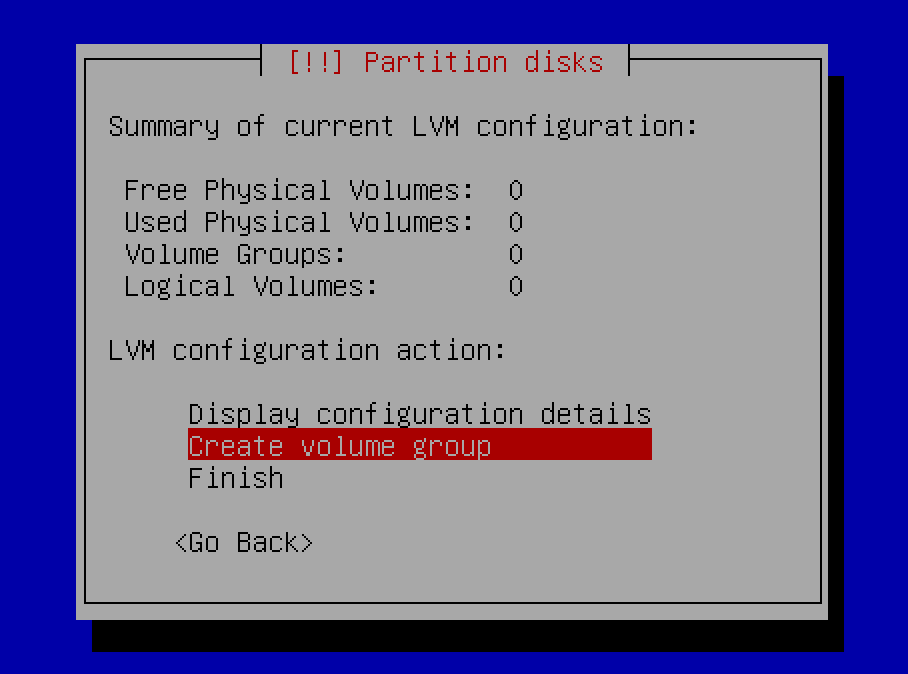 [!!] Partition disks
Summary of current LVM configuration:
Free Physical Volumes: 0
Used Physical Volumes: 0
Volume Groups: 0
Logical Volumes: 0
LVM configuration action:
Display configuration details
Create volume group
Finish
<Go Back>